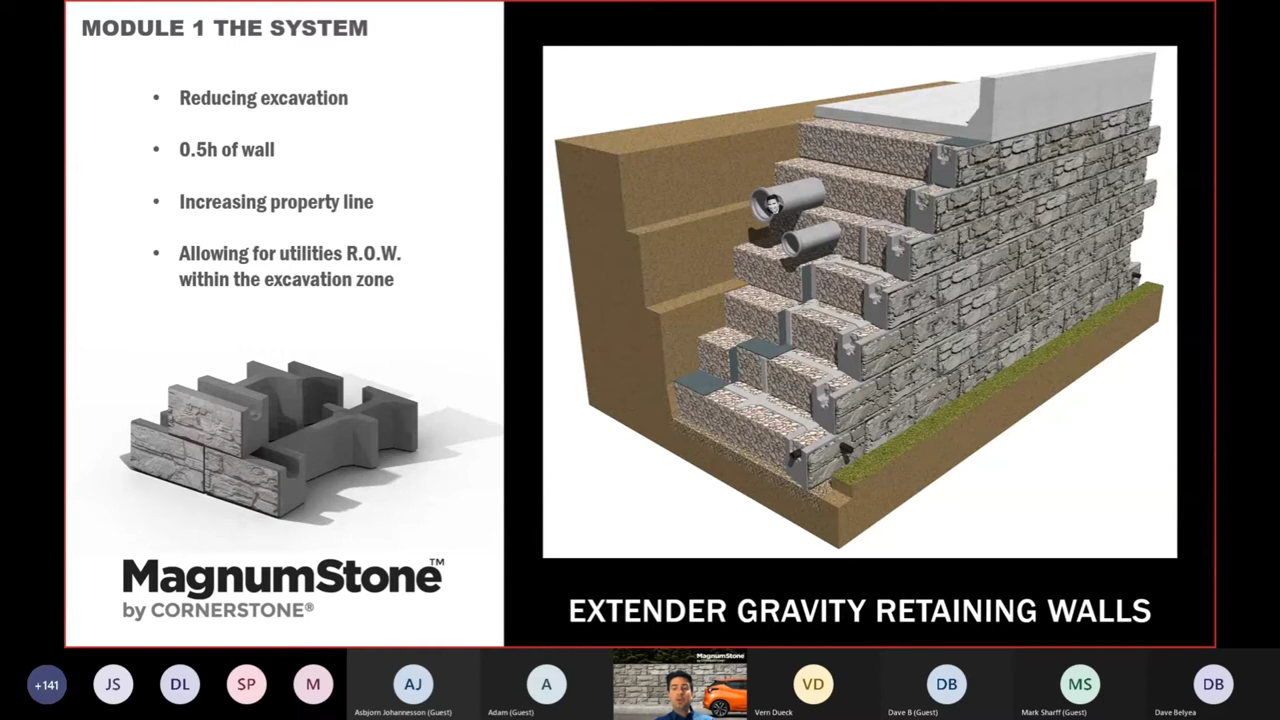 MODULE 1 THE SYSTEM
• Reducing excavation
• 0.5h of wall
• Increasing property line
• Allowing for utilities R.O.W.
within the excavation zone
MagnumStone™
by CORNERSTONE®
EXTENDER GRAVITY RETAINING WALLS
+141
JS
DL
SP
M
AJ
Asbjorn Johannesson (Guest)
A
Adam (Guest)
MagnumStone
VD
Vern Dueck
DB
Dave B (Guest)
MS
Mark Sharff (Guest)
DB
Dave Belyea